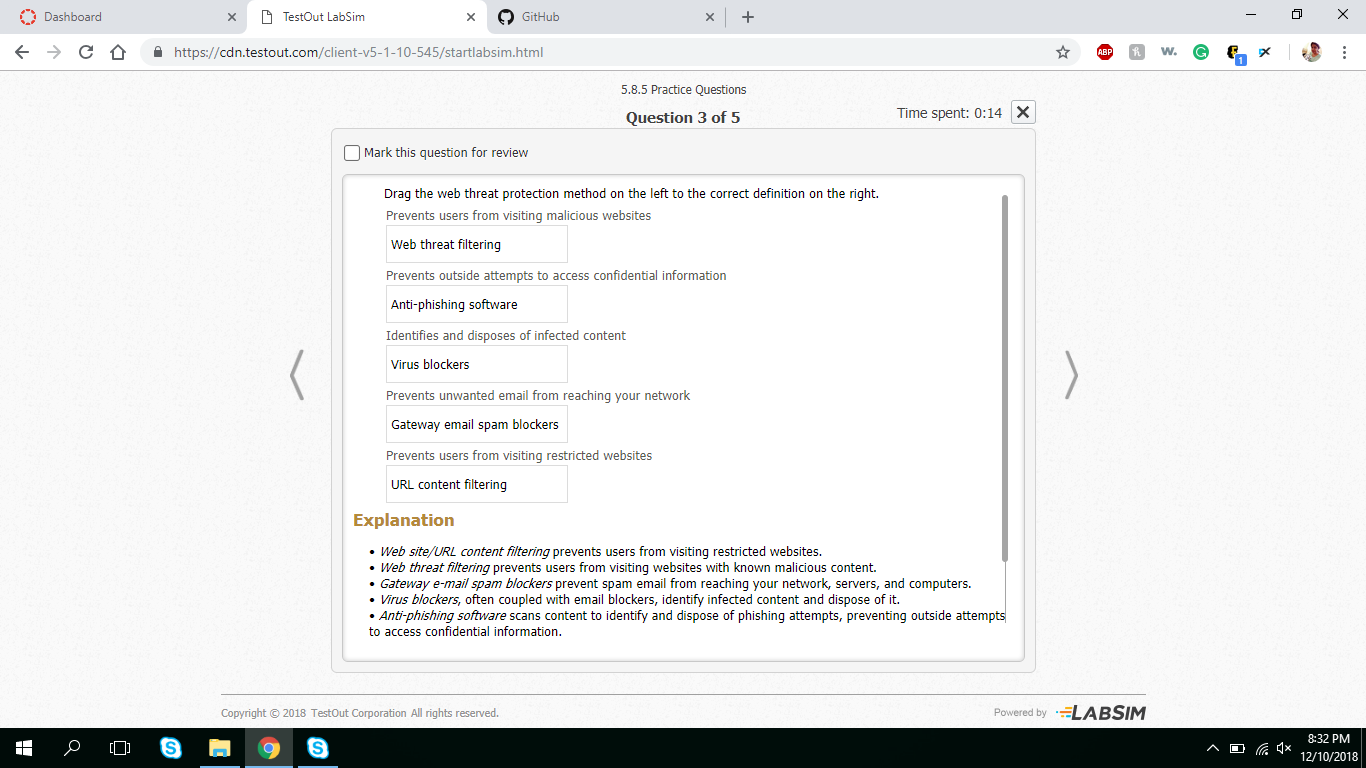 Dashboard
TestOut LabSim
GitHub
https://cdn.testout.com/client-v5-1-10-545/startlabsim.html
ABP
w.
1
5.8.5 Practice Questions
Question 3 of 5
Time spent: 0:14
Mark this question for review
Drag the web threat protection method on the left to the correct definition on the right.
Prevents users from visiting malicious websites
Web threat filtering
Prevents outside attempts to access confidential information
Anti-phishing software
Identifies and disposes of infected content
Virus blockers
Prevents unwanted email from reaching your network
Gateway email spam blockers
Prevents users from visiting restricted websites
URL content filtering
Explanation
• Web site/URL content filtering prevents users from visiting restricted websites.
• Web threat filtering prevents users from visiting websites with known malicious content.
• Gateway e-mail spam blockers prevent spam email from reaching your network, servers, and computers.
• Virus blockers, often coupled with email blockers, identify infected content and dispose of it.
• Anti-phishing software scans content to identify and dispose of phishing attempts, preventing outside attempts
to access confidential information.
Copyright © 2018 TestOut Corporation All rights reserved.
Powered by LABSIM
8:32 PM
12/10/2018